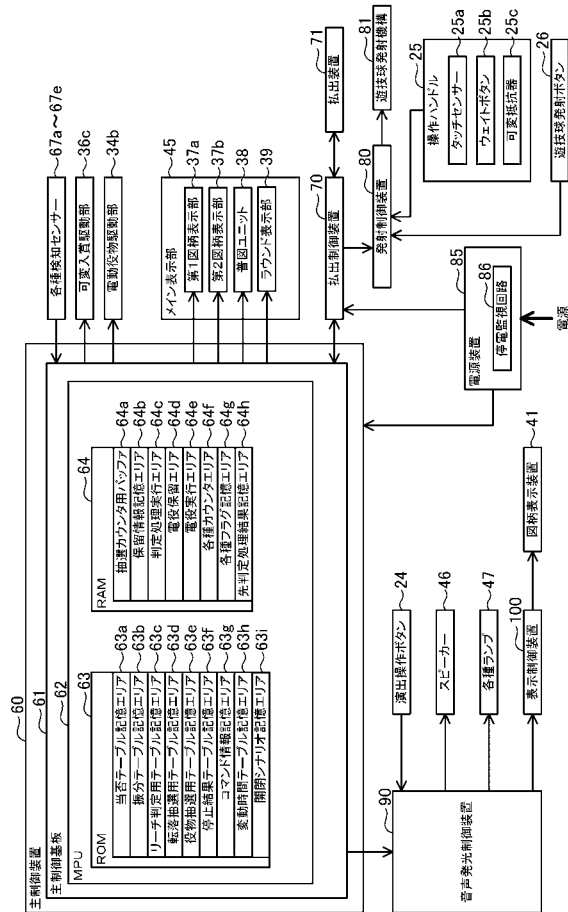 主制御装置
60
主制御基板
61
MPU
62
ROM
63
当否テーブル記憶エリア
63a
振分テーブル記憶エリア
63b
リーチ判定用テーブル記憶エリア
63c
転落抽選用テーブル記憶エリア
63d
役物抽選用テーブル記憶エリア
63e
停止結果テーブル記憶エリア
63f
コマンド情報記憶エリア
63g
変動時間テーブル記憶エリア
63h
開閉シナリオ記憶エリア
63i
RAM
64
抽選カウンタ用バッファ
64a
保留情報記憶エリア
64b
判定処理実行エリア
64c
電役保留エリア
64d
電役実行エリア
64e
各種カウンタエリア
64f
各種フラグ記憶エリア
64g
先判定処理結果記憶エリア
64h
各種検知センサー
67a～67e
可変入賞駆動部
36c
電動役物駆動部
34b
メイン表示部
45
第1図柄表示部
37a
第2図柄表示部
37b
普図ユニット
38
ラウンド表示部
39
払出制御装置
70
払出装置
71
発射制御装置
80
遊技球発射機構
81
操作ハンドル
25
タッチセンサー
25a
ウェイトボタン
25b
可変抵抗器
25c
遊技球発射ボタン
26
電源装置
85
停電監視回路
86
電源
音声発光制御装置
90
演出操作ボタン
24
スピーカー
46
各種ランプ
47
表示制御装置
100
図柄表示装置
41